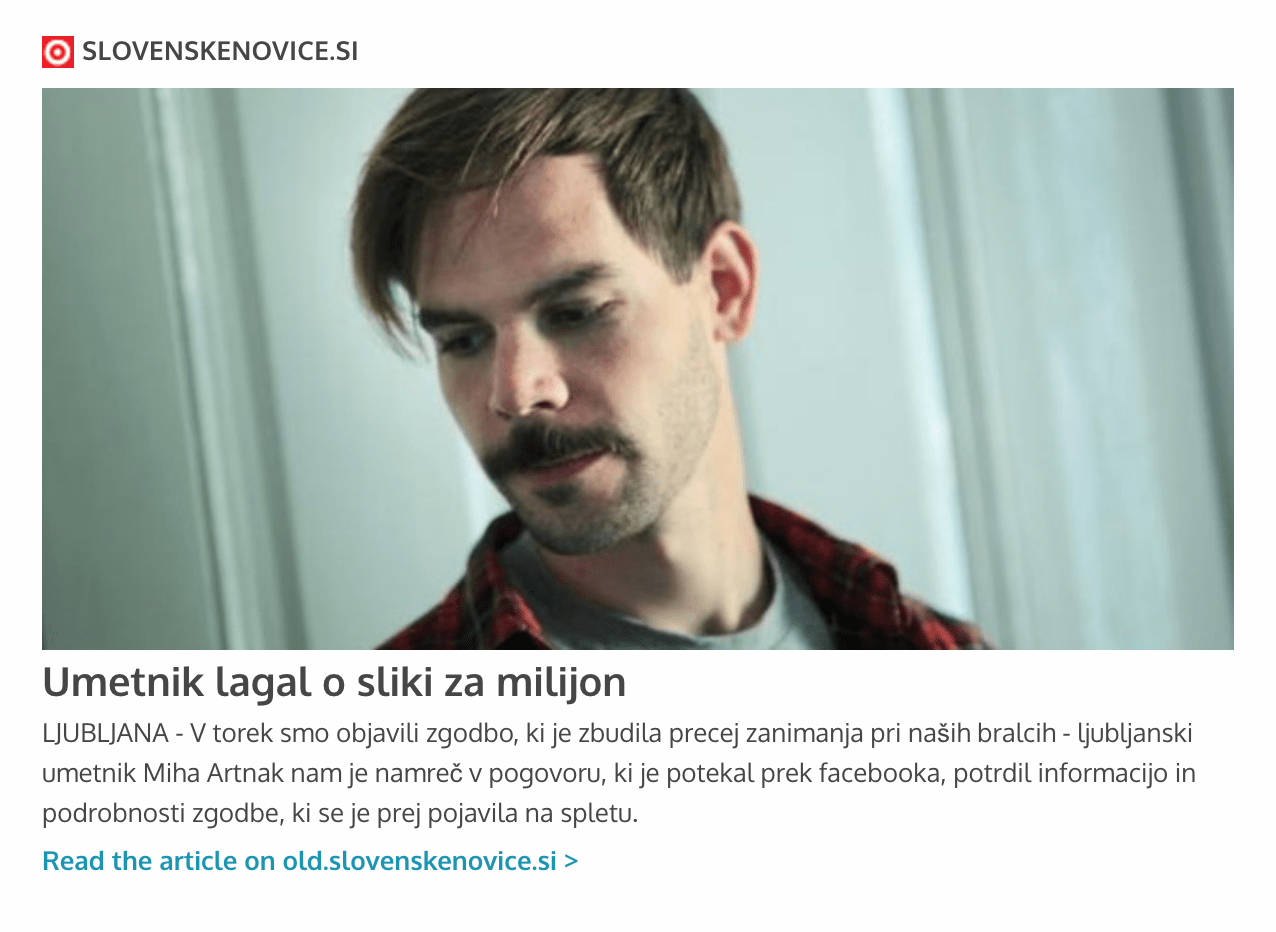 SLOVENSKENOVICE.SI
Umetnik lagal o sliki za milijon
LJUBLJANA - V torek smo objavili zgodbo, ki je zbudila precej zanimanja pri naših bralcih - ljubljanski
umetnik Miha Artnak nam je namreč v pogovoru, ki je potekal prek facebooka, potrdil informacijo in
podrobnosti zgodbe, ki se je prej pojavila na spletu.
Read the article on old.slovenskenovice.si >